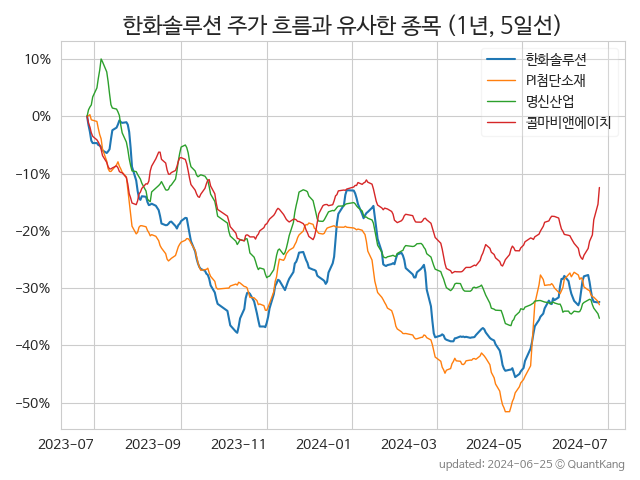 한화솔루션 주가 흐름과 유사한 종목 (1년, 5일선)
한화솔루션
PI첨단소재
명신산업
콜마비앤에이치
10%
0%
−10%
−20%
−30%
−40%
−50%
2023-07 2023-09 2023-11 2024-01 2024-03 2024-05 2024-07
updated: 2024-06-25 © QuantKang